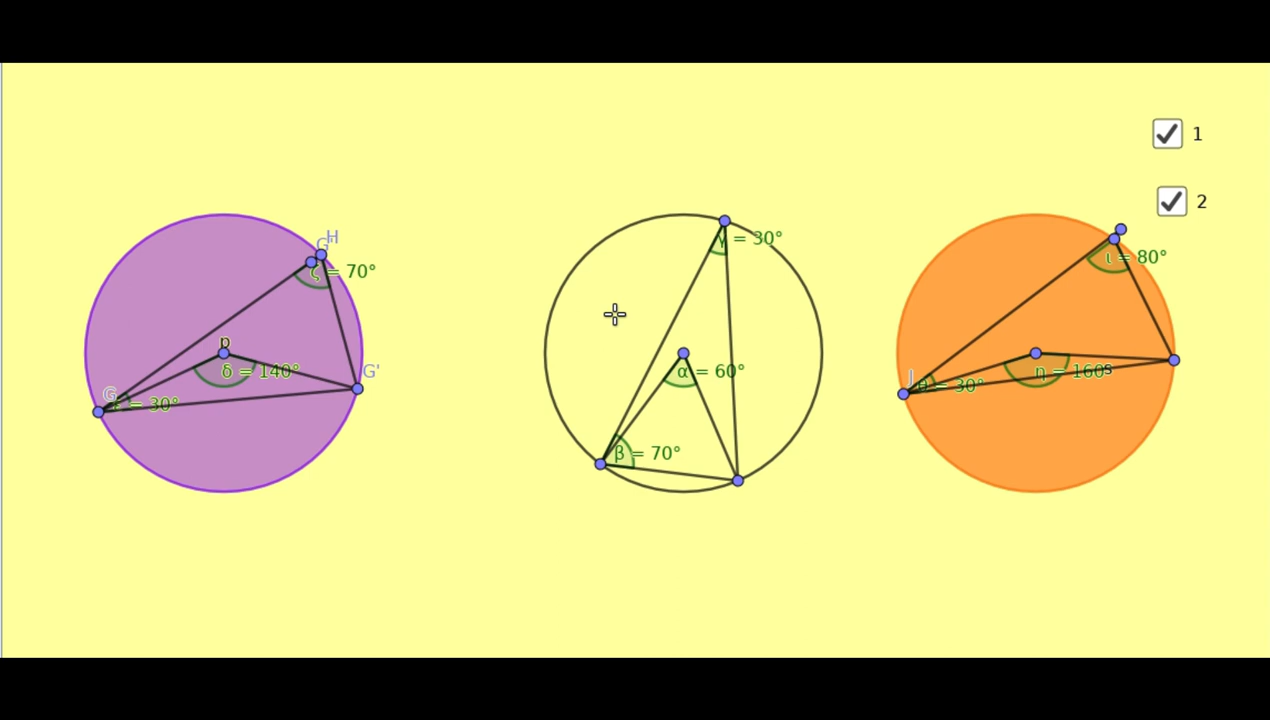 1
2
H
G'
ζ = 70°
γ = 30°
ι = 80°
p
G'
δ = 140°
α = 60°
η = 160°
s
J
G
= 30°
θ = 30°
β = 70°